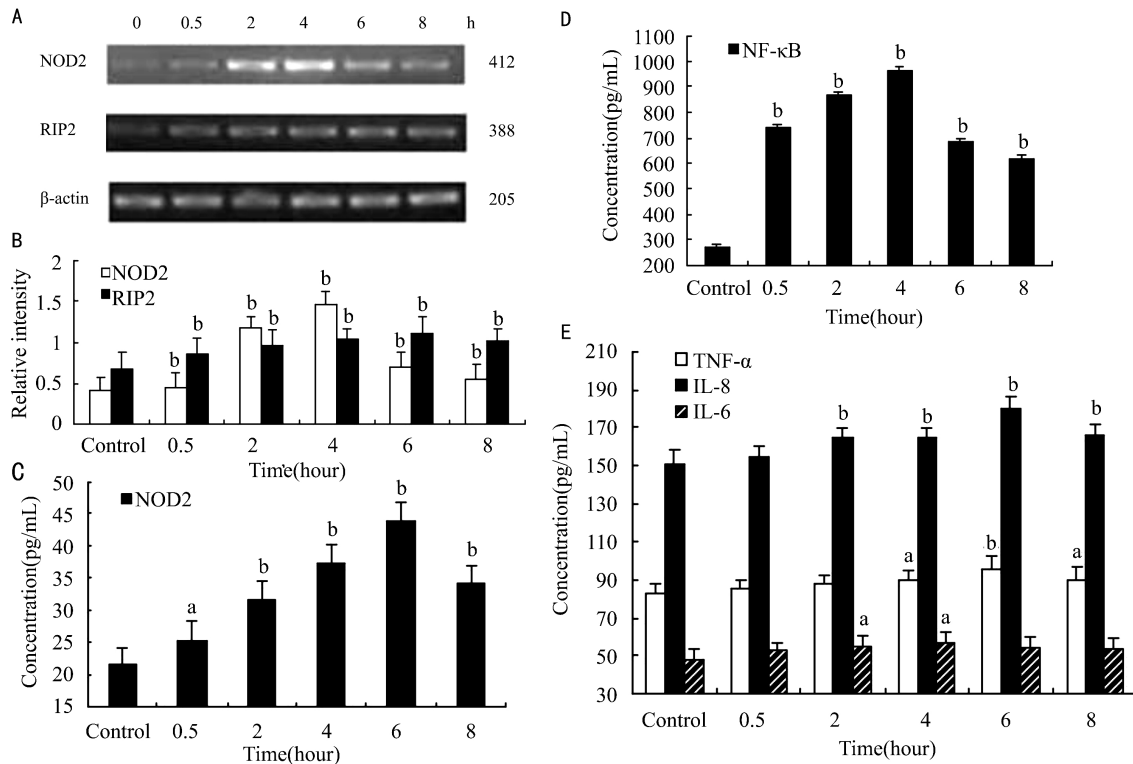 A
0 0.5 2 4 6 8 h
NOD2 412
RIP2 388
β-actin 205
B
Relative intensity
2
1.5
1
0.5
0
NOD2
RIP2
b b b b b b b b b b
Control 0.5 2 4 6 8
Time(hour)
C
Concentration(pg/mL)
50
45
40
35
30
25
20
15
NOD2
a b b b b
Control 0.5 2 4 6 8
Time(hour)
D
Concentration(pg/mL)
1100
1000
900
800
700
600
500
400
300
200
NF-κB
b b b b b
Control 0.5 2 4 6 8
Time(hour)
E
Concentration(pg/mL)
210
190
170
150
130
110
90
70
50
30
TNF-α
IL-8
IL-6
b a a b a b b a b
Control 0.5 2 4 6 8
Time(hour)